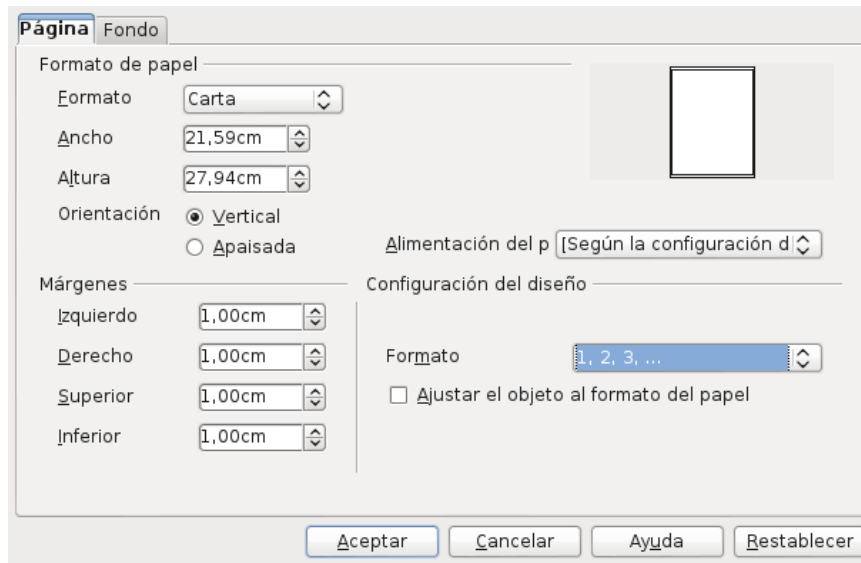 Página Fondo
Formato de papel
Formato Carta
Ancho 21,59cm
Altura 27,94cm
Orientación Vertical
Apaisada
Alimentación del p [Según la configuración d
Márgenes
Izquierdo 1,00cm
Derecho 1,00cm
Superior 1,00cm
Inferior 1,00cm
Configuración del diseño
Formato 1, 2, 3, ...
Ajustar el objeto al formato del papel
Aceptar Cancelar Ayuda Restablecer